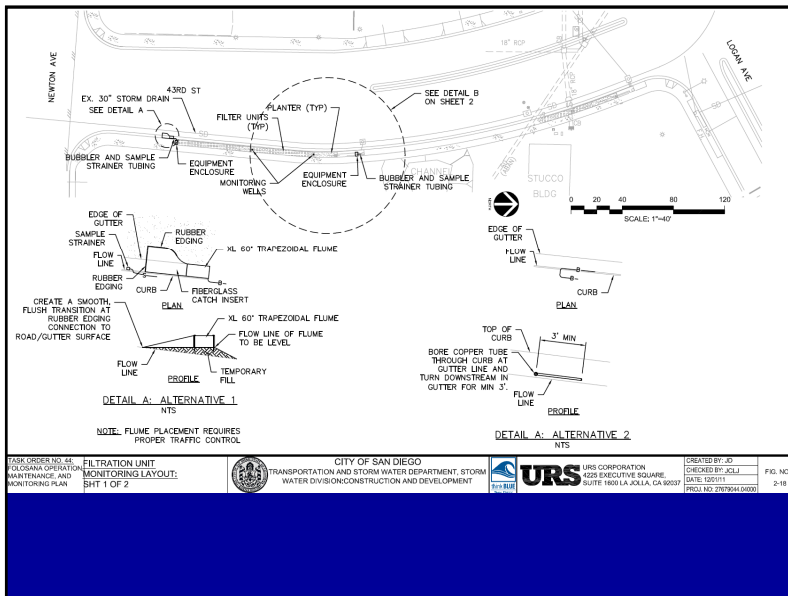 NEWTON AVE
LOGAN AVE
18" RCP
43RD ST
EX. 30" STORM DRAIN
SEE DETAIL A
FILTER UNITS
(TYP)
PLANTER (TYP)
SEE DETAIL B
ON SHEET 2
BUBBLER AND SAMPLE
STRAINER TUBING
EQUIPMENT
ENCLOSURE
MONITORING
WELLS
EQUIPMENT
ENCLOSURE
CHANNEL
BUBBLER AND SAMPLE
STRAINER TUBING
STUCCO
BLDG
SD
SD
SD
0 20 40 80 120
SCALE; 1"=40'
EDGE OF
GUTTER
SAMPLE
STRAINER
FLOW
LINE
RUBBER
EDGING
RUBBER
EDGING
XL 60° TRAPEZOIDAL FLUME
CURB
FIBERGLASS
CATCH INSERT
PLAN
CREATE A SMOOTH,
FLUSH TRANSITION AT
RUBBER EDGING
CONNECTION TO
ROAD/GUTTER SURFACE
XL 60° TRAPEZOIDAL FLUME
FLOW LINE OF FLUME
TO BE LEVEL
FLOW
LINE
TEMPORARY
FILL
PROFILE
DETAIL A: ALTERNATIVE 1
NTS
NOTE: FLUME PLACEMENT REQUIRES
PROPER TRAFFIC CONTROL
EDGE OF
GUTTER
FLOW
LINE
CURB
PLAN
TOP OF
CURB
3' MIN
BORE COPPER TUBE
THROUGH CURB AT
GUTTER LINE AND
TURN DOWNSTREAM IN
GUTTER FOR MIN 3'.
FLOW
LINE
PROFILE
DETAIL A: ALTERNATIVE 2
NTS
TASK ORDER NO. 44:
FOLOSANA OPERATION
MAINTENANCE, AND
MONITORING PLAN
FILTRATION UNIT
MONITORING LAYOUT:
SHT 1 OF 2
CITY OF SAN DIEGO
TRANSPORTATION AND STORM WATER DEPARTMENT, STORM
WATER DIVISION:CONSTRUCTION AND DEVELOPMENT
think BLUE
URS
URS CORPORATION
4225 EXECUTIVE SQUARE,
SUITE 1600 LA JOLLA, CA 92037
CREATED BY: JO
CHECKED BY: JCLJ
DATE: 12/01/11
PROJ. NO: 27679044.04000
FIG. NO
2-18